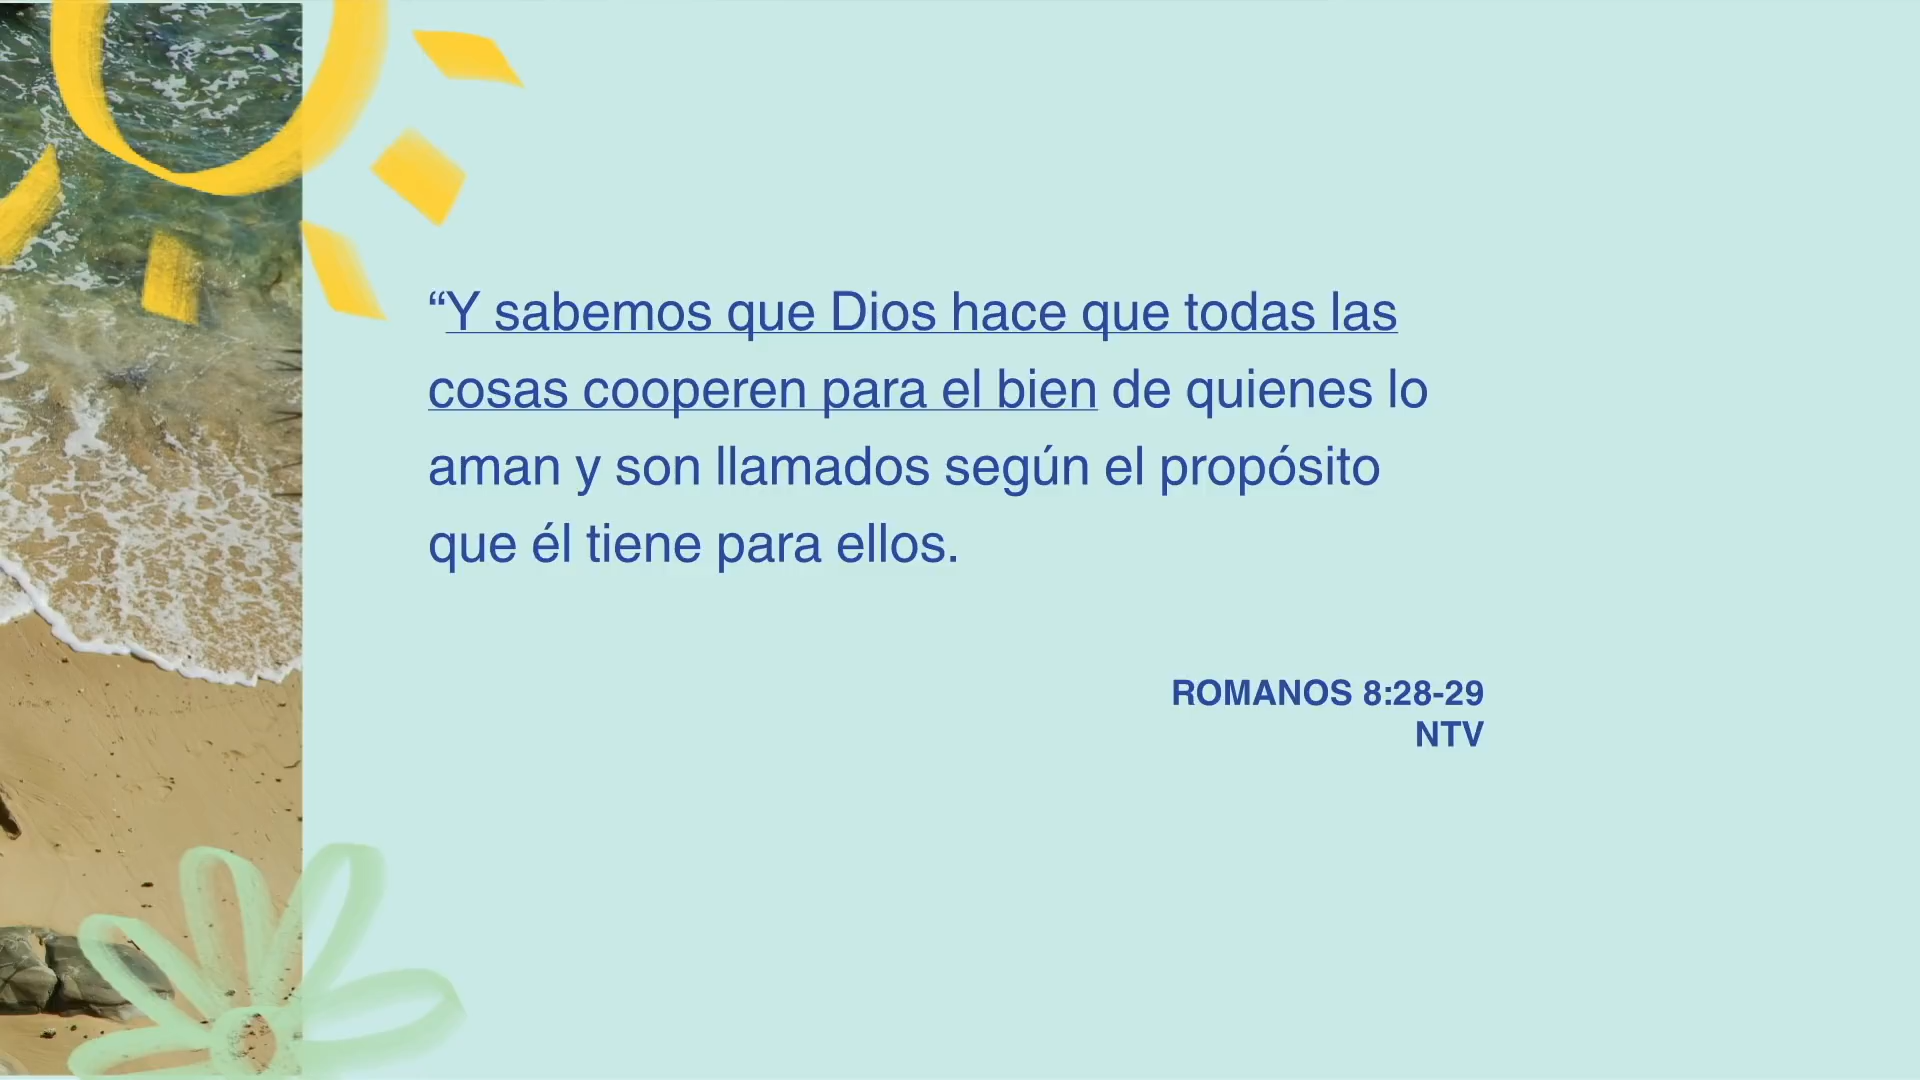 “Y sabemos que Dios hace que todas las
cosas cooperen para el bien de quienes lo
aman y son llamados según el propósito
que él tiene para ellos.
ROMANOS 8:28-29
NTV